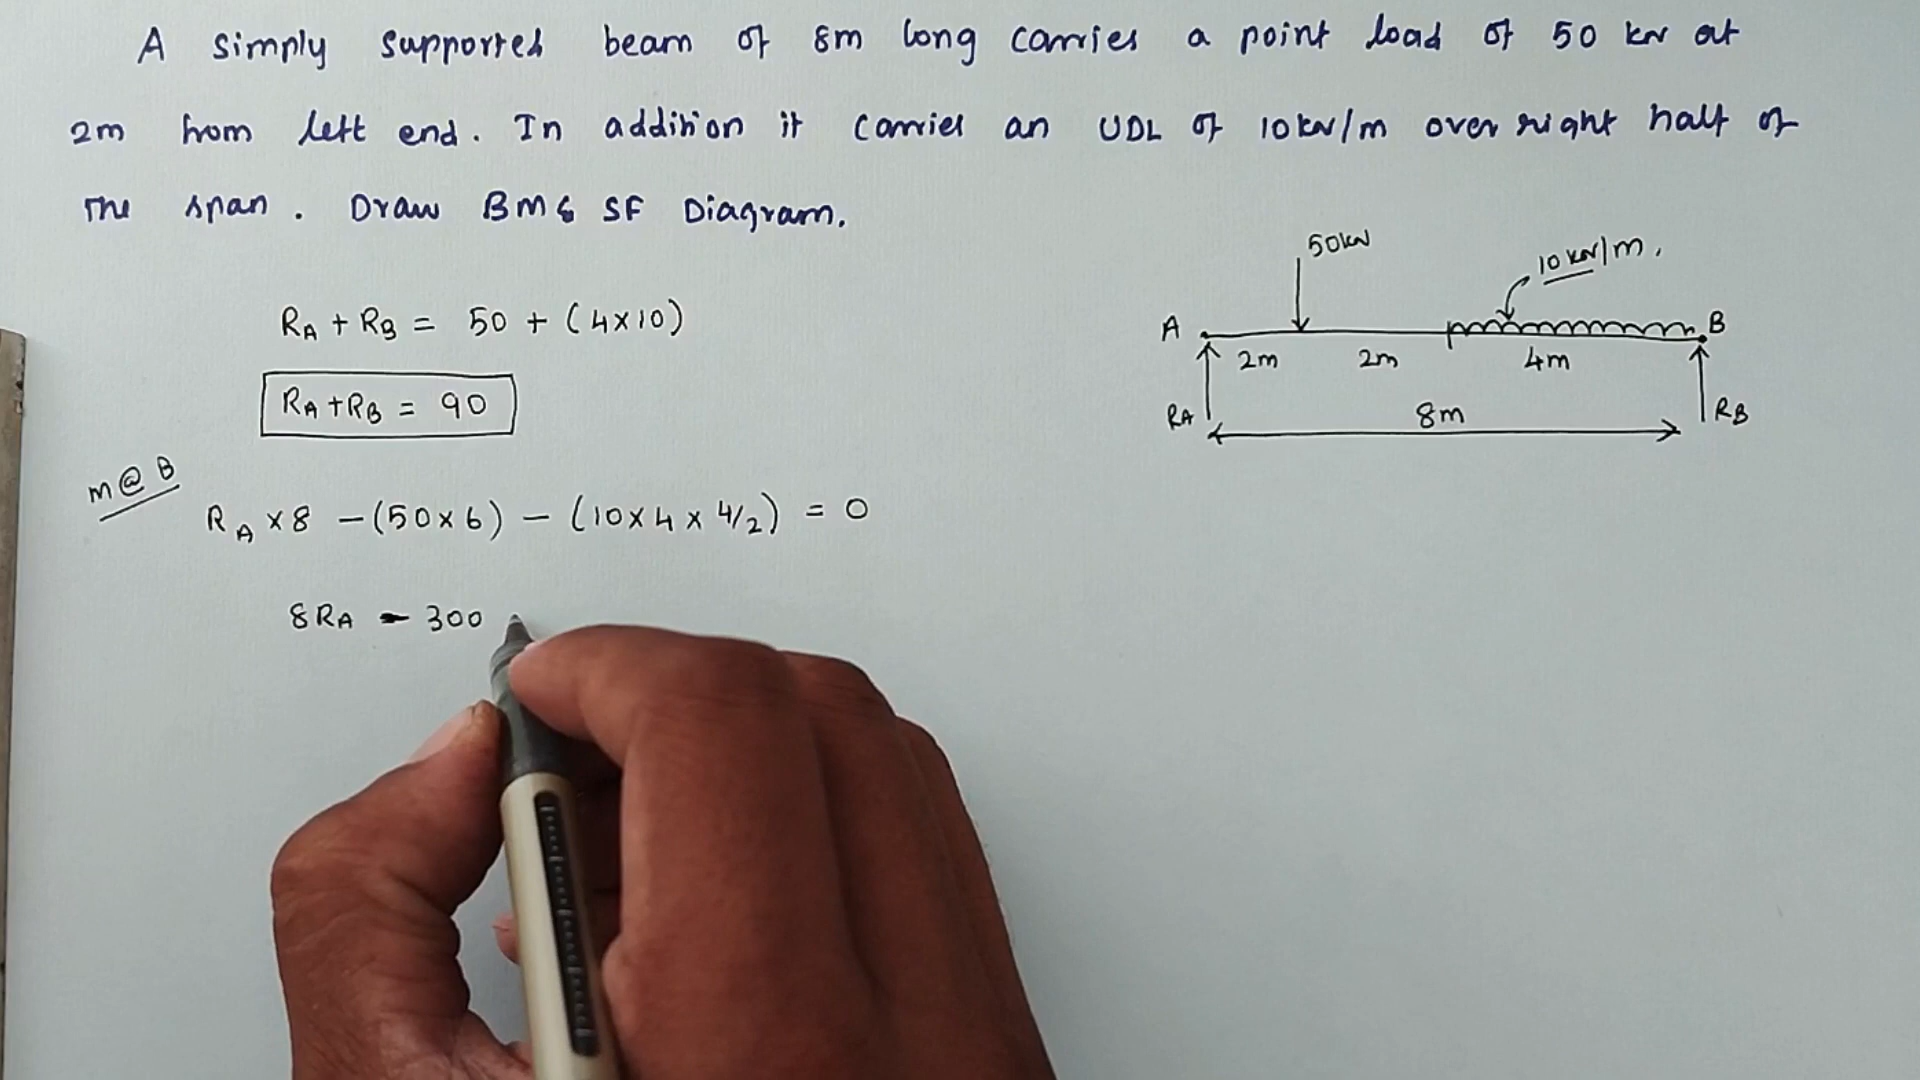 A simply supported beam of 8m long carries a point load of 50 kN at
2m from left end. In addition it carries an UDL of 10kN/m over right half of
the span. Draw BM & SF Diagram.
50kN
10 kN/m.
RA + RB = 50 + (4×10)
A B
2m 2m 4m
RA + RB = 90
RA 8m RB
m@B
RA × 8 - (50×6) - (10×4×4/2) = 0
8RA - 300